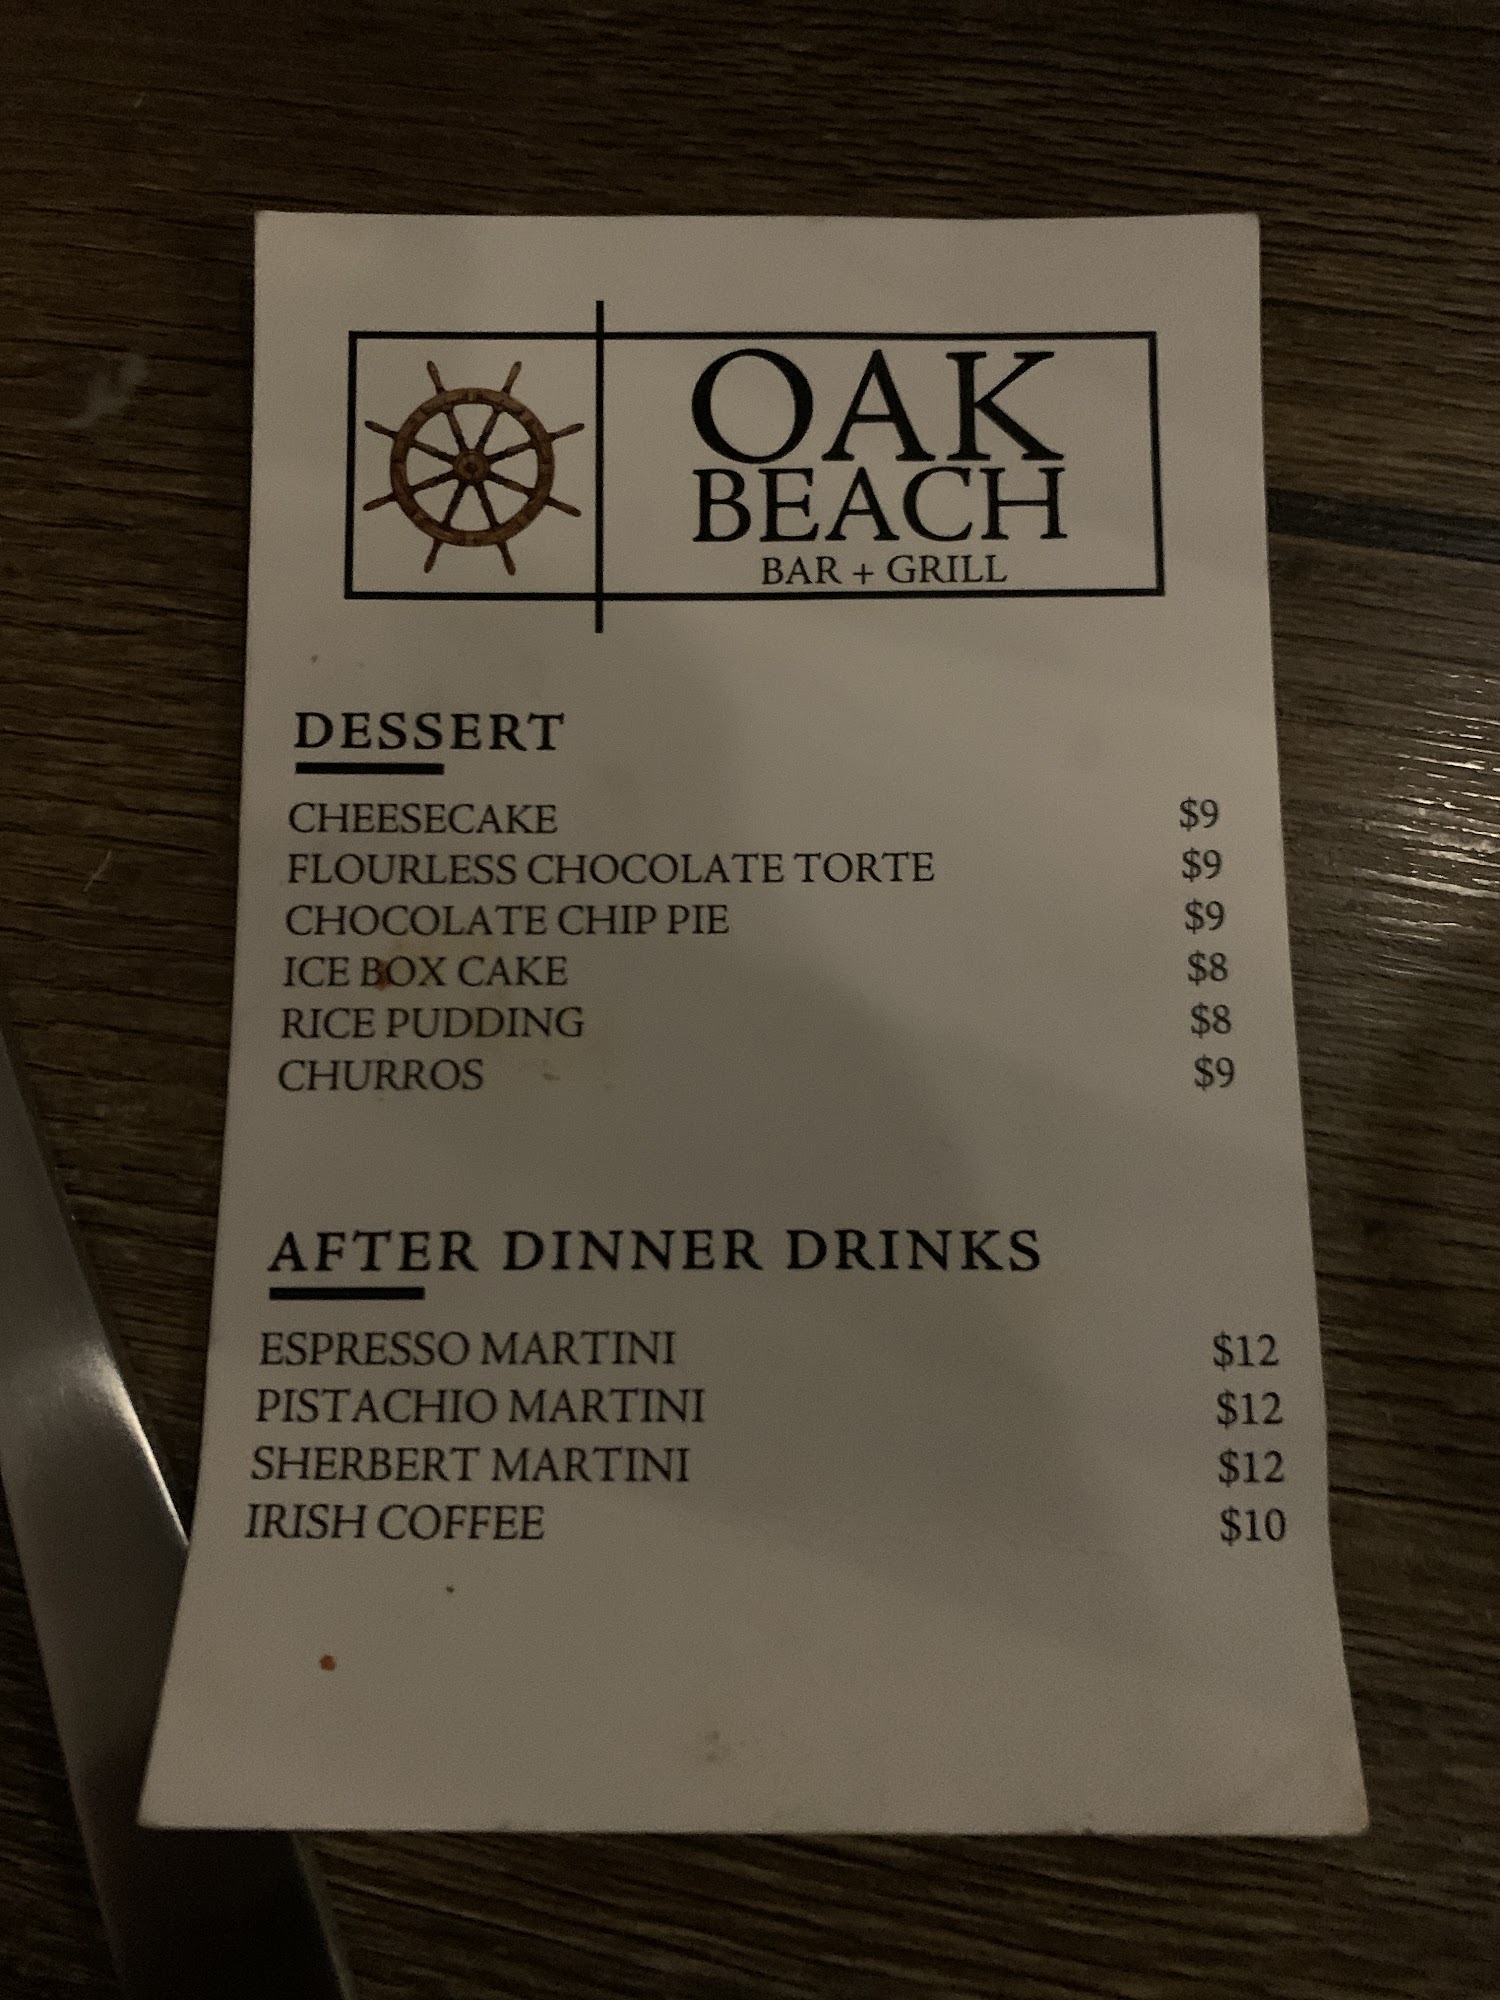 OAK
BEACH
BAR + GRILL
DESSERT
CHEESECAKE $9
FLOURLESS CHOCOLATE TORTE $9
CHOCOLATE CHIP PIE $9
ICE BOX CAKE $8
RICE PUDDING $8
CHURROS $9
AFTER DINNER DRINKS
ESPRESSO MARTINI $12
PISTACHIO MARTINI $12
SHERBERT MARTINI $12
IRISH COFFEE $10